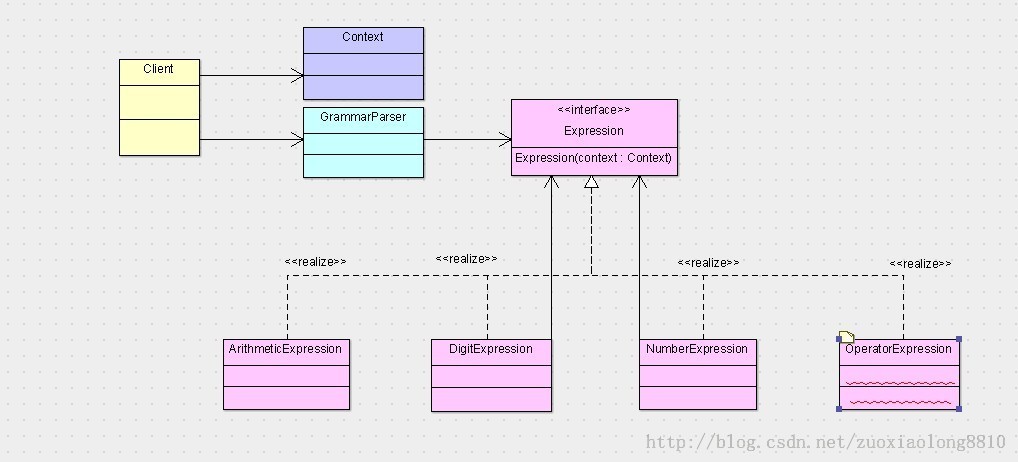 Client
Context
GrammarParser
<<interface>>
Expression
Expression(context : Context)
<<realize>>
<<realize>>
<<realize>>
<<realize>>
ArithmeticExpression
DigitExpression
NumberExpression
OperatorExpression
http://blog.csdn.net/zuoxiaolong8810